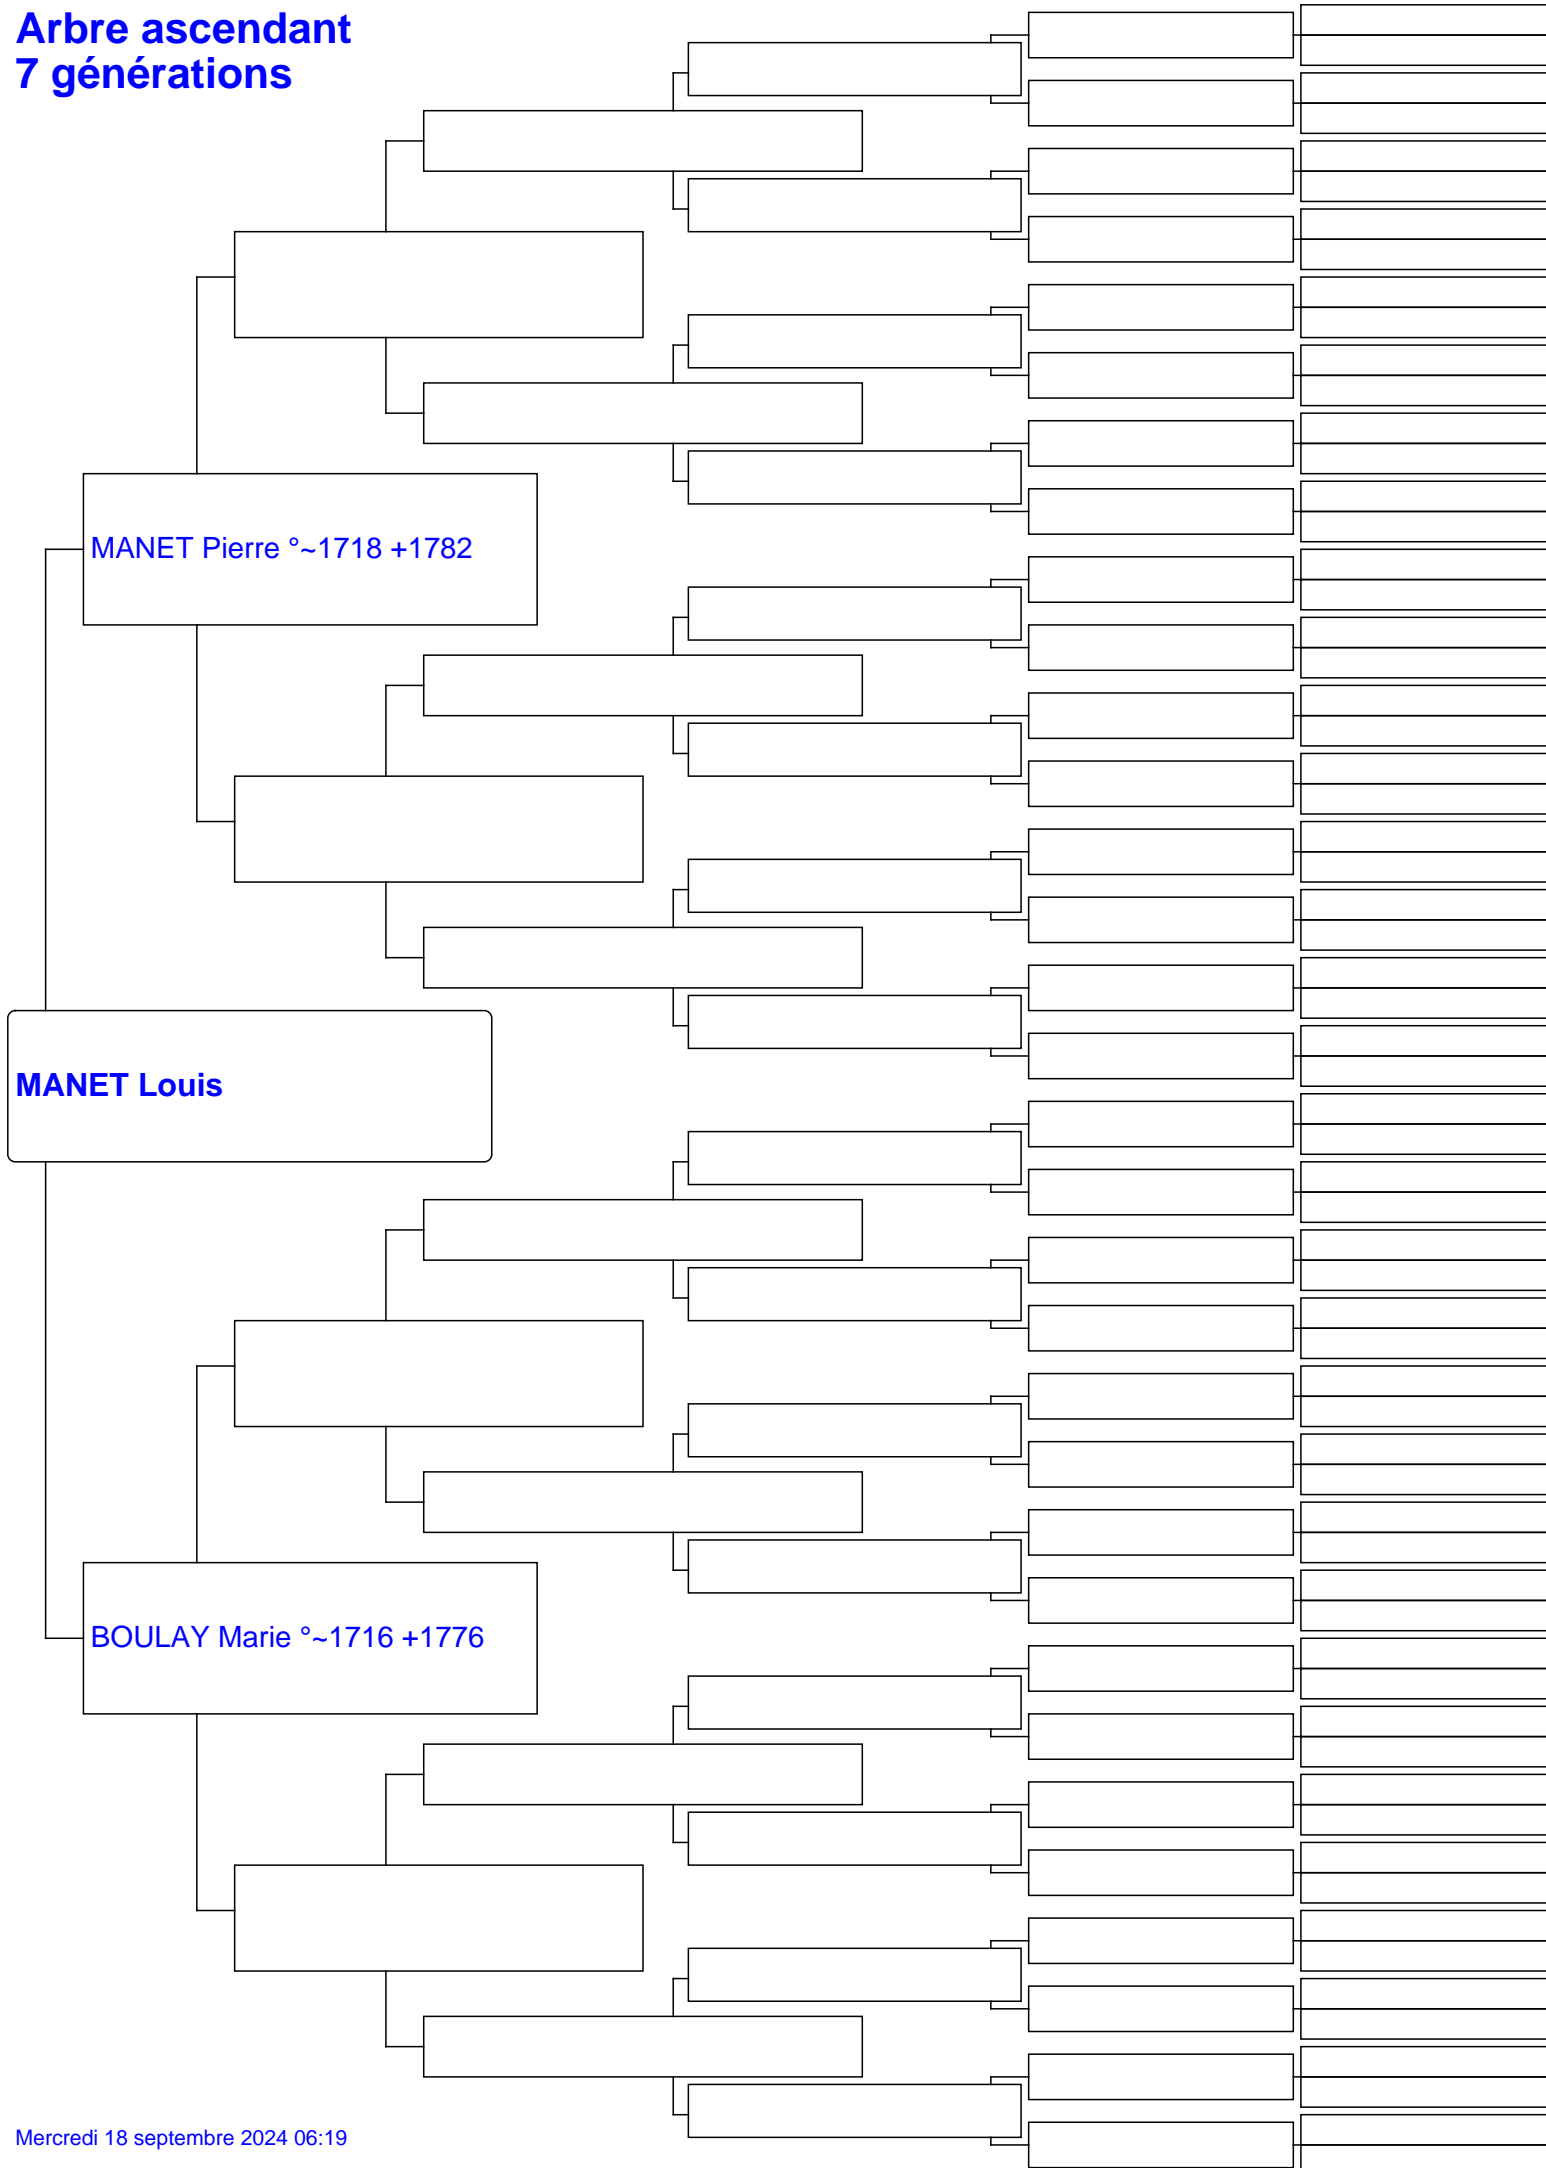 Arbre ascendant
7 générations
MANET Pierre °~1718 +1782
MANET Louis
BOULAY Marie °~1716 +1776
Mercredi 18 septembre 2024 06:19